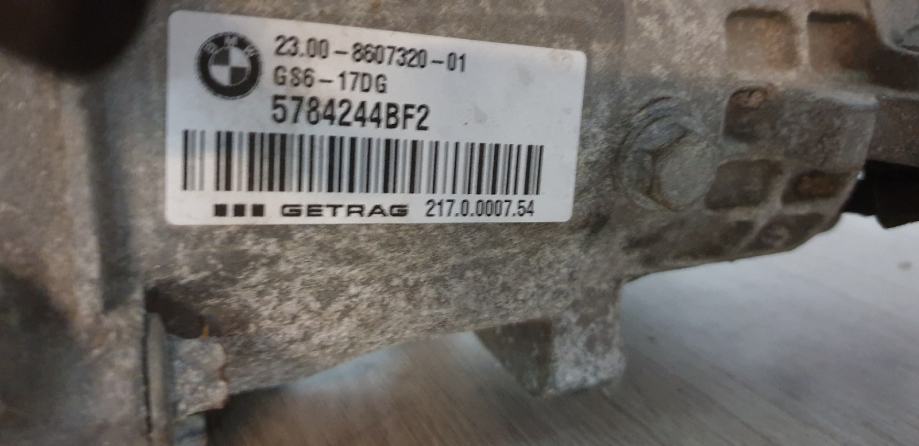 BMW
23.00-8607320-01
GS6-17DG
5784244BF2
GETRAG 217.0.0007.54